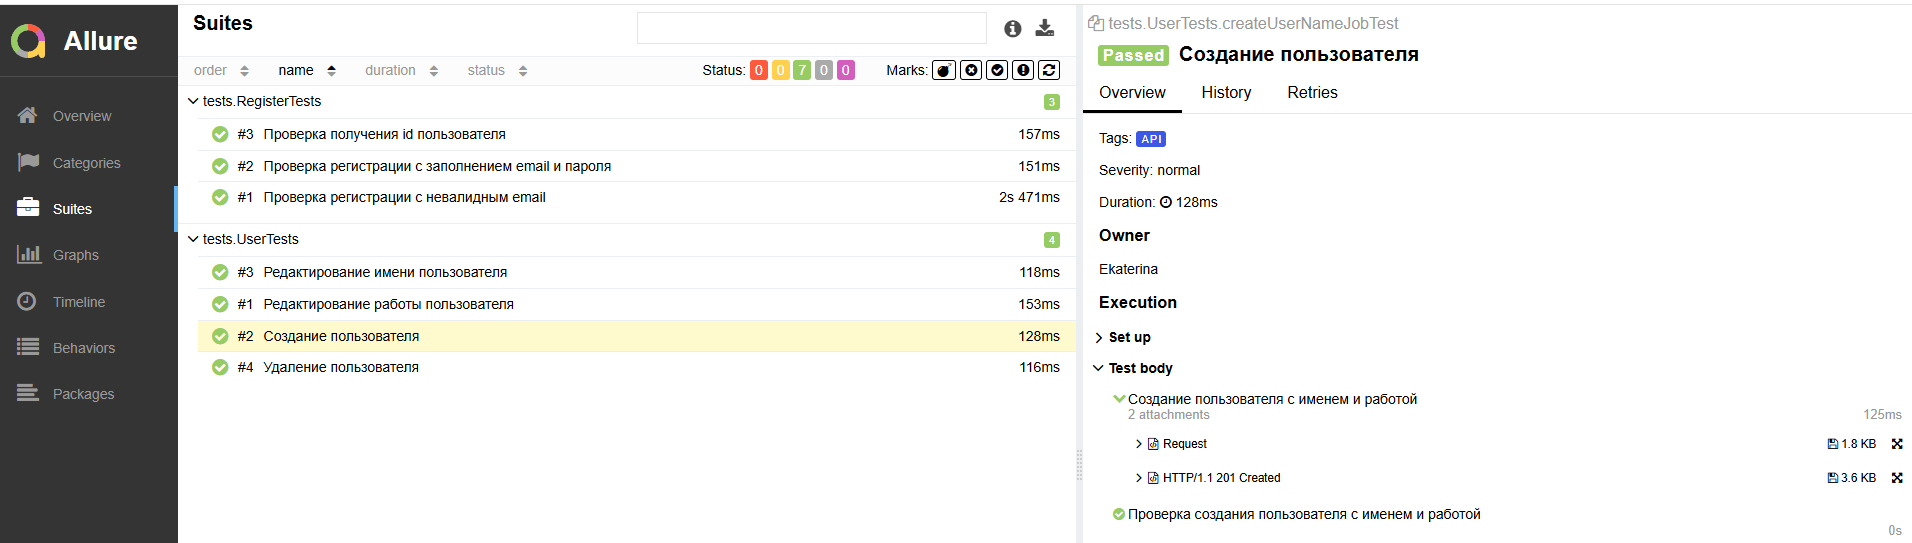 Allure
Overview
Categories
Suites
Graphs
Timeline
Behaviors
Packages
Suites
order name duration status Status: 0 0 7 0 0 Marks:
tests.RegisterTests 3
#3 Проверка получения id пользователя 157ms
#2 Проверка регистрации с заполнением email и пароля 151ms
#1 Проверка регистрации с невалидным email 2s 471ms
tests.UserTests 4
#3 Редактирование имени пользователя 118ms
#1 Редактирование работы пользователя 153ms
#2 Создание пользователя 128ms
#4 Удаление пользователя 116ms
tests.UserTests.createUserNameJobTest
Passed Создание пользователя
Overview History Retries
Tags: API
Severity: normal
Duration: 128ms
Owner
Ekaterina
Execution
Set up
Test body
Создание пользователя с именем и работой
2 attachments 125ms
Request 1.8 KB
HTTP/1.1 201 Created 3.6 KB
Проверка создания пользователя с именем и работой
0s